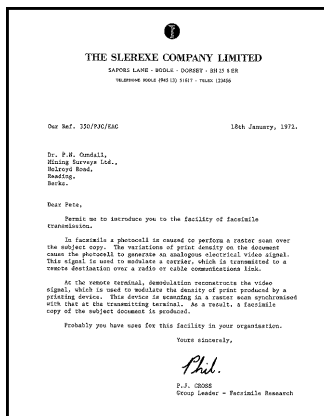 THE SLEREXE COMPANY LIMITED
SAPORS LANE - BOOLE - DORSET - BH 25 8 ER
TELEPHONE BOOLE (945 13) 51617 - TELEX 123456
Our Ref. 350/PJC/EAC 18th January, 1972.
Dr. P.N. Cundall,
Mining Surveys Ltd.,
Holroyd Road,
Reading,
Berks.
Dear Pete,
Permit me to introduce you to the facility of facsimile
transmission.
In facsimile a photocell is caused to perform a raster scan over
the subject copy. The variations of print density on the document
cause the photocell to generate an analogous electrical video signal.
This signal is used to modulate a carrier, which is transmitted to a
remote destination over a radio or cable communications link.
At the remote terminal, demodulation reconstructs the video
signal, which is used to modulate the density of print produced by a
printing device. This device is scanning in a raster scan synchronised
with that at the transmitting terminal. As a result, a facsimile
copy of the subject document is produced.
Probably you have uses for this facility in your organisation.
Yours sincerely,
Phil.
P.J. CROSS
Group Leader - Facsimile Research